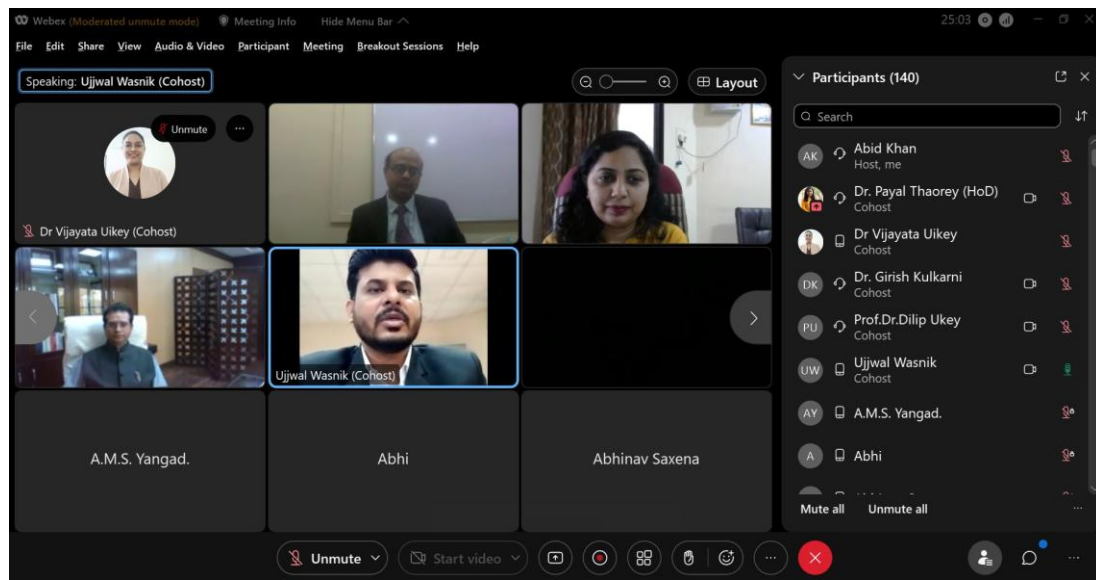 Webex (Moderated unmute mode) Meeting Info Hide Menu Bar 25:03
File Edit Share View Audio & Video Participant Meeting Breakout Sessions Help
Speaking: Ujjwal Wasnik (Cohost)
Layout
Unmute
Dr Vijayata Uikey (Cohost)
Ujjwal Wasnik (Cohost)
A.M.S. Yangad.
Abhi
Abhinav Saxena
Participants (140)
Search
AK Abid Khan
Host, me
Dr. Payal Thaorey (HoD)
Cohost
Dr Vijayata Uikey
Cohost
DK Dr. Girish Kulkarni
Cohost
PU Prof.Dr.Dilip Ukey
Cohost
UW Ujjwal Wasnik
Cohost
AY A.M.S. Yangad.
A Abhi
Mute all Unmute all
Unmute Start video